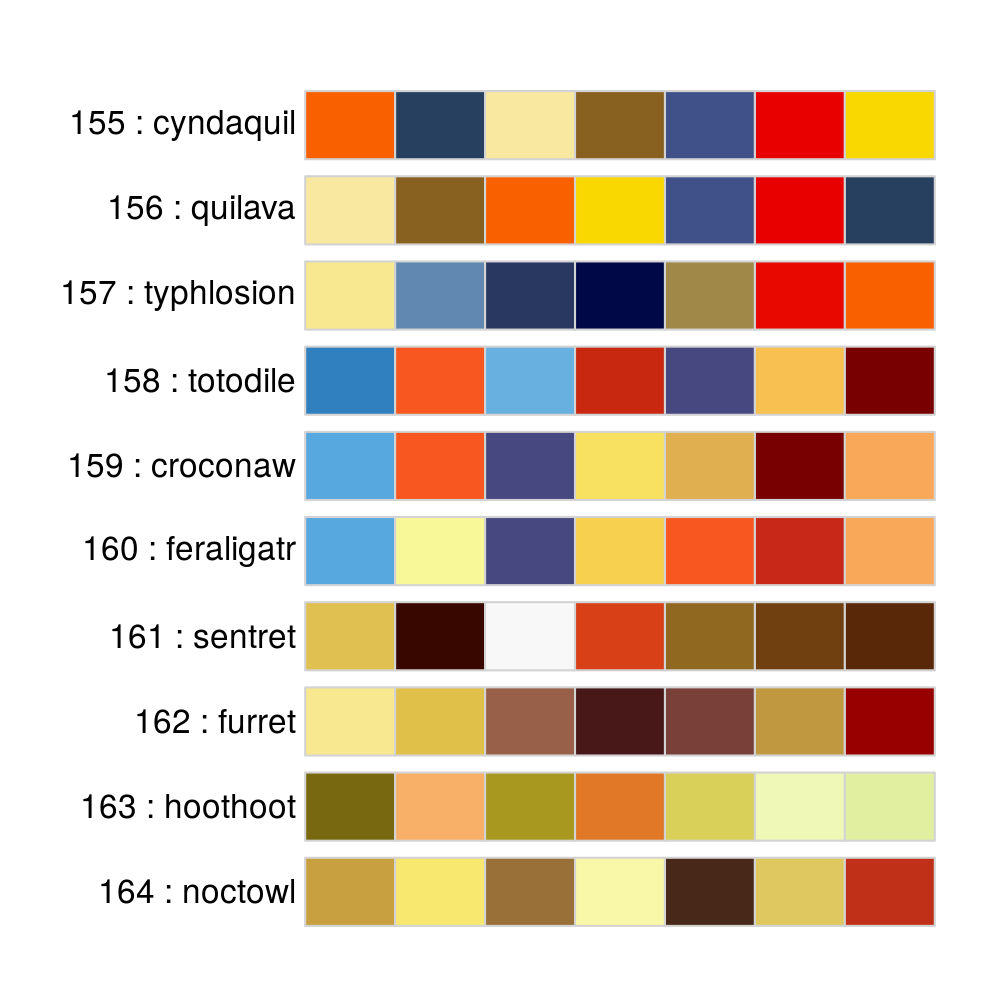 155 : cyndaquil
156 : quilava
157 : typhlosion
158 : totodile
159 : croconaw
160 : feraligatr
161 : sentret
162 : furret
163 : hoothoot
164 : noctowl